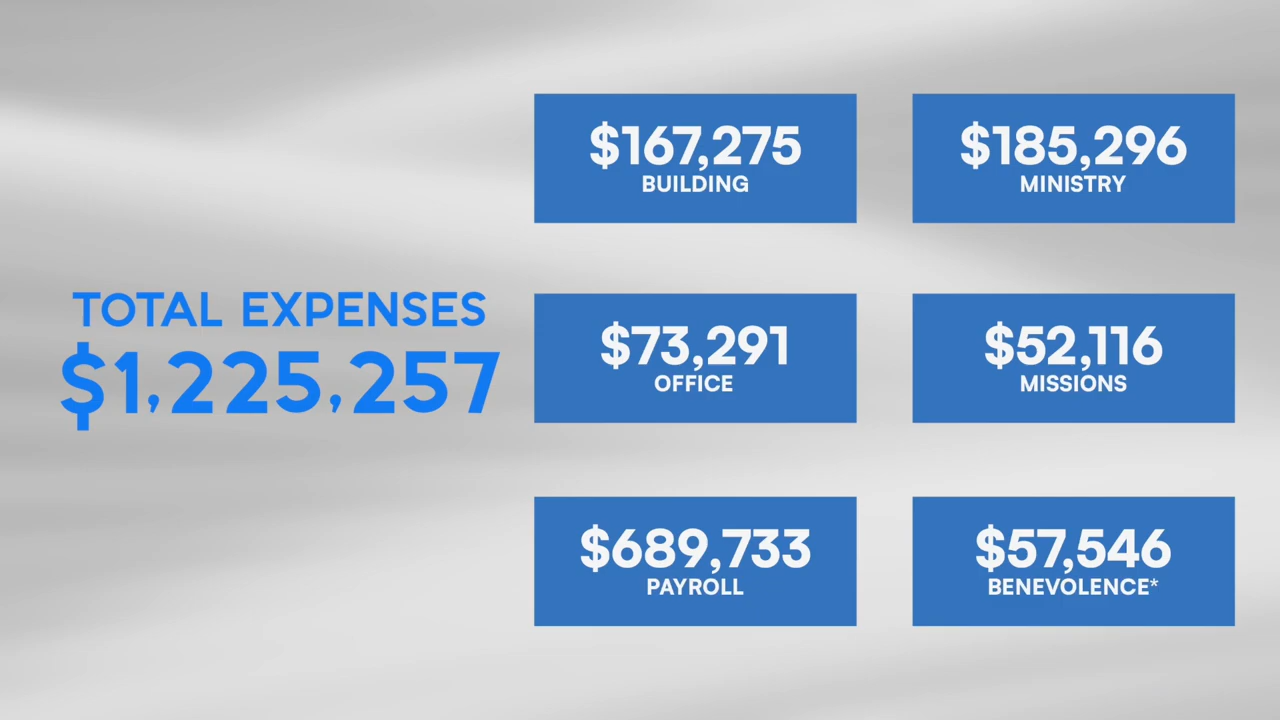 TOTAL EXPENSES
$1,225,257
$167,275
BUILDING
$185,296
MINISTRY
$73,291
OFFICE
$52,116
MISSIONS
$689,733
PAYROLL
$57,546
BENEVOLENCE*